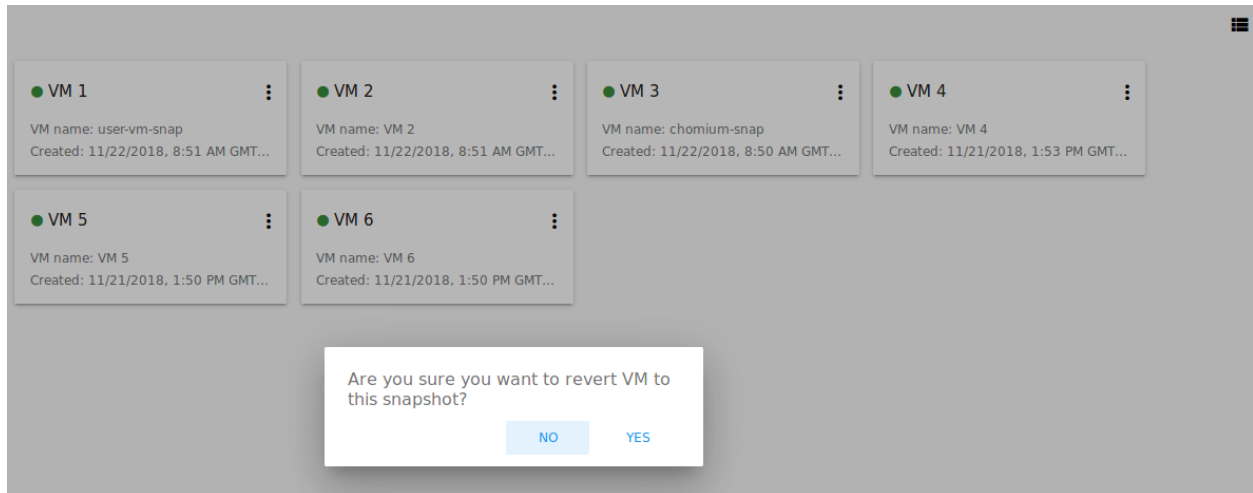 VM 1
VM name: user-vm-snap
Created: 11/22/2018, 8:51 AM GMT...
VM 2
VM name: VM 2
Created: 11/22/2018, 8:51 AM GMT...
VM 3
VM name: chomium-snap
Created: 11/22/2018, 8:50 AM GMT...
VM 4
VM name: VM 4
Created: 11/21/2018, 1:53 PM GMT...
VM 5
VM name: VM 5
Created: 11/21/2018, 1:50 PM GMT...
VM 6
VM name: VM 6
Created: 11/21/2018, 1:50 PM GMT...
Are you sure you want to revert VM to
this snapshot?
NO YES